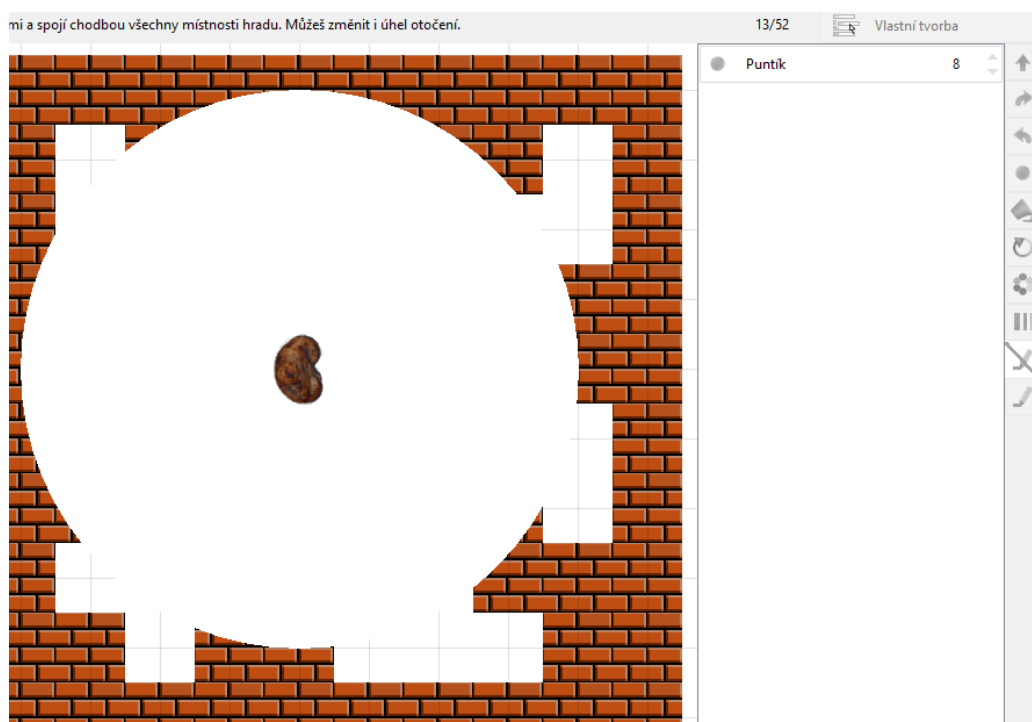 mi a spojí chodbou všechny místnosti hradu. Můžeš změnit i úhel otočení.
13/52
Vlastní tvorba
Puntík 8